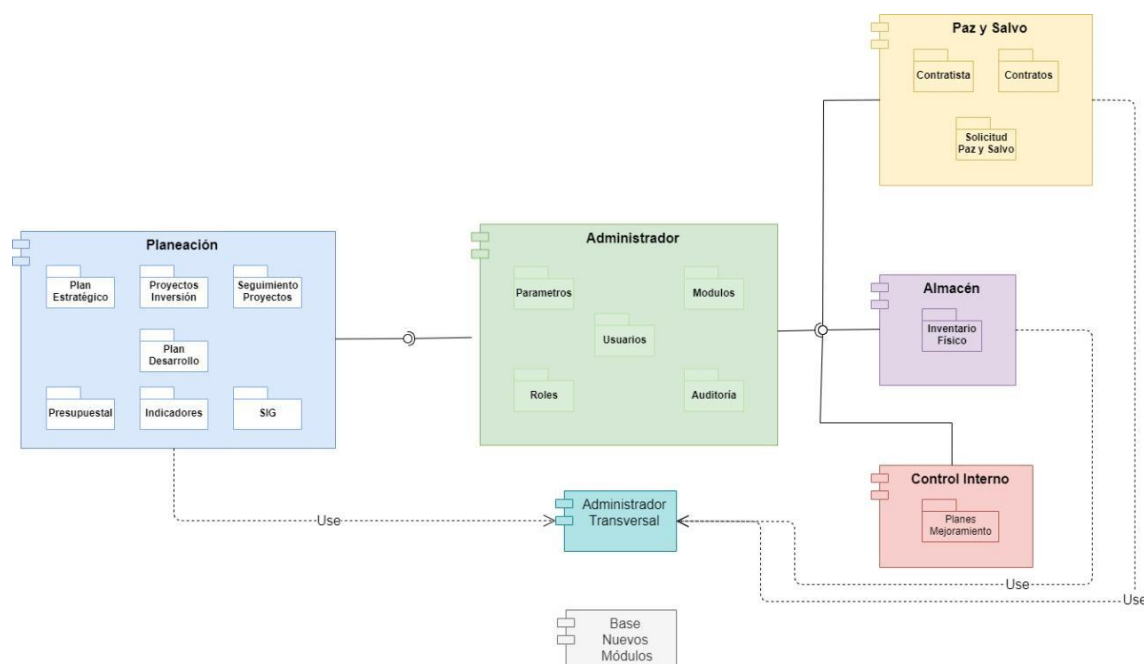 Paz y Salvo
Contratista
Contratos
Solicitud
Paz y Salvo
Planeación
Plan
Estratégico
Proyectos
Inversión
Seguimiento
Proyectos
Plan
Desarrollo
Presupuestal
Indicadores
SIG
Administrador
Parametros
Modulos
Usuarios
Roles
Auditoría
Almacén
Inventario
Físico
Control Interno
Planes
Mejoramiento
Administrador
Transversal
Use
Use
Use
Base
Nuevos
Módulos